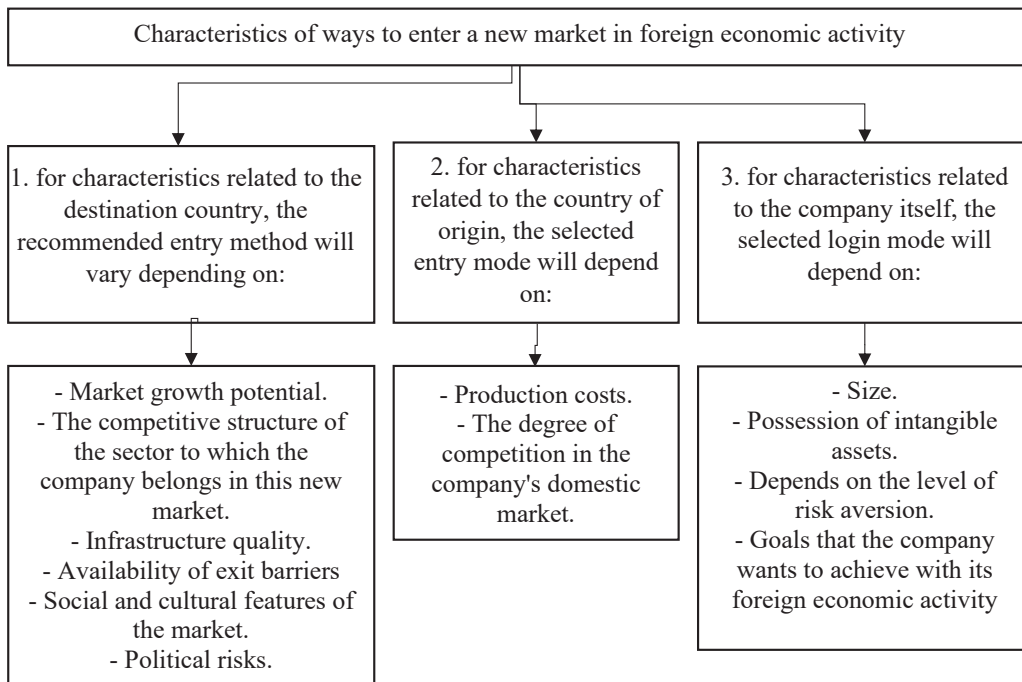 Characteristics of ways to enter a new market in foreign economic activity
1. for characteristics related to the
destination country, the
recommended entry method will
vary depending on:
2. for characteristics
related to the country of
origin, the selected
entry mode will depend
on:
3. for characteristics related
to the company itself, the
selected login mode will
depend on:
- Market growth potential.
- The competitive structure of
the sector to which the
company belongs in this new
market.
- Infrastructure quality.
- Availability of exit barriers
- Social and cultural features of
the market.
- Political risks.
- Production costs.
- The degree of
competition in the
company's domestic
market.
- Size.
- Possession of intangible
assets.
- Depends on the level of
risk aversion.
- Goals that the company
wants to achieve with its
foreign economic activity